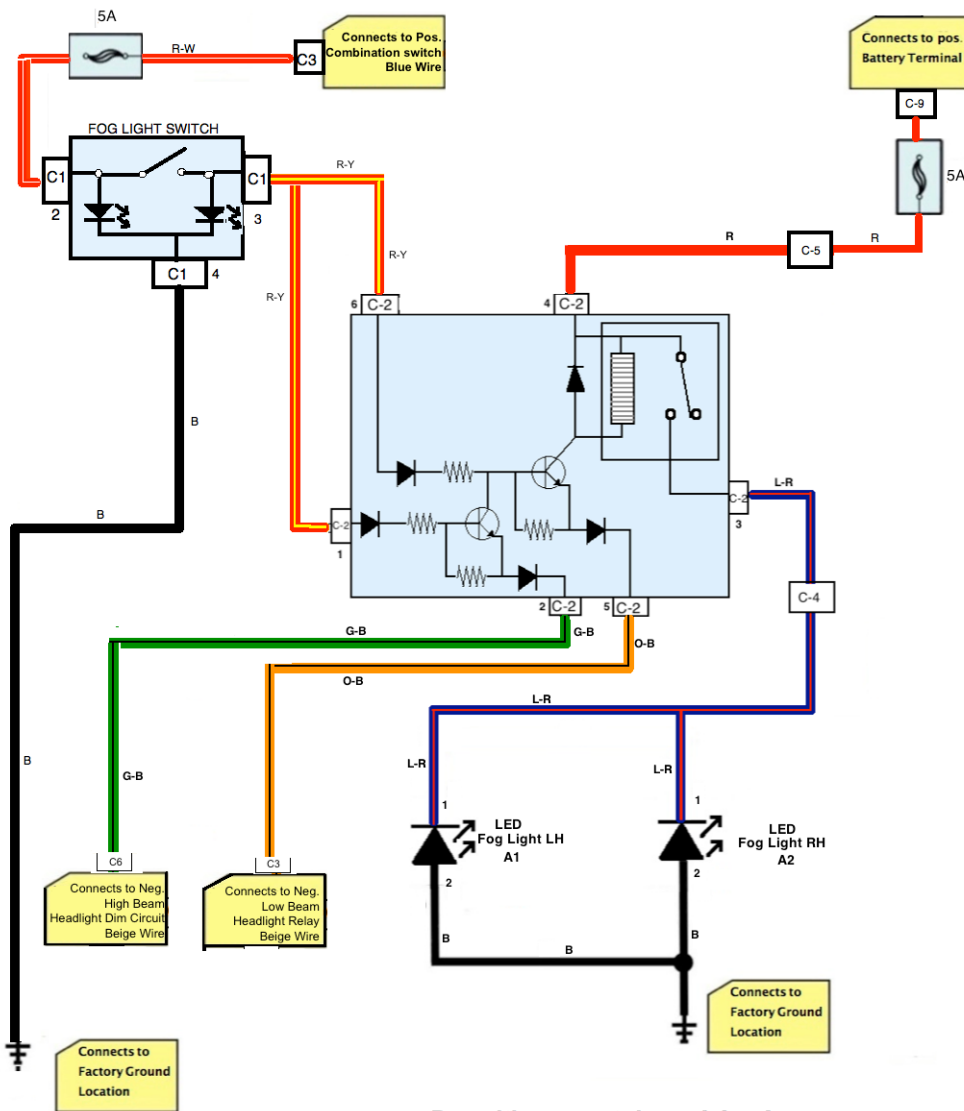 5A
R-W
C3
Connects to Pos.
Combination switch
Blue Wire
Connects to pos.
Battery Terminal
C-9
5A
FOG LIGHT SWITCH
C1
2
C1
3
C1
4
R-Y
R-Y
R-Y
R
C-5
R
6
C-2
4
C-2
B
B
B
L-R
C-2
3
C-2
1
C-4
2
C-2
5
C-2
G-B
G-B
O-B
O-B
L-R
G-B
L-R
L-R
1
LED
Fog Light LH
A1
2
1
LED
Fog Light RH
A2
2
C6
Connects to Neg.
High Beam
Headlight Dim Circuit
Beige Wire
C3
Connects to Neg.
Low Beam
Headlight Relay
Beige Wire
B
B
B
Connects to
Factory Ground
Location
Connects to
Factory Ground
Location